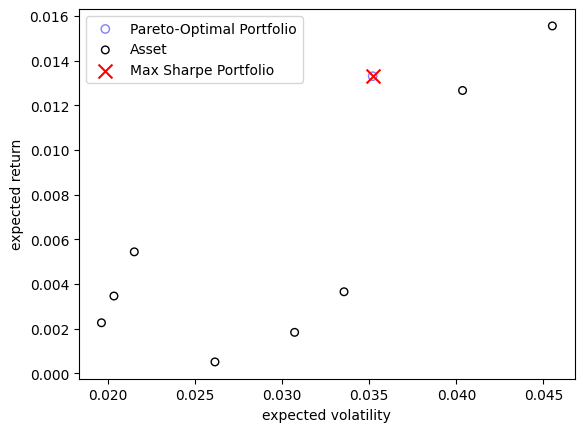 0.016
0.014
0.012
0.010
0.008
0.006
0.004
0.002
0.000
expected return
Pareto-Optimal Portfolio
Asset
Max Sharpe Portfolio
0.020 0.025 0.030 0.035 0.040 0.045
expected volatility